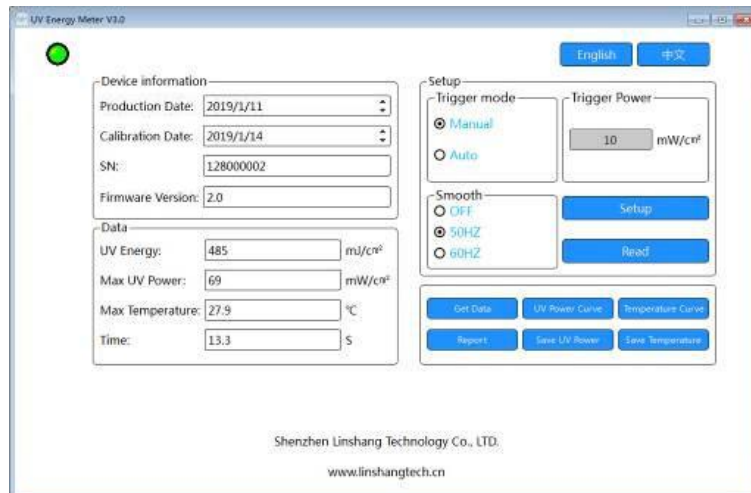 UV Energy Meter V3.0
English
中文
Device information
Production Date: 2019/1/11
Calibration Date: 2019/1/14
SN: 128000002
Firmware Version: 2.0
Data
UV Energy: 485 mJ/cm²
Max UV Power: 69 mW/cm²
Max Temperature: 27.9 ℃
Time: 13.3 S
Setup
Trigger mode
Manual
Auto
Trigger Power
10 mW/cm²
Smooth
OFF
50HZ
60HZ
Setup
Read
Get Data
UV Power Curve
Temperature Curve
Report
Save UV Power
Save Temperature
Shenzhen Linshang Technology Co., LTD.
www.linshangtech.cn